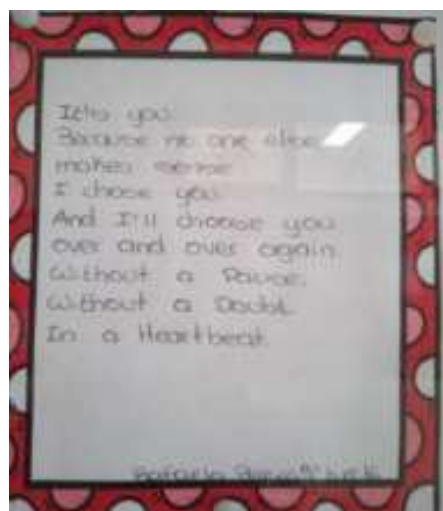 It's you
Because no one else
makes sense
I chose you
And I'll choose you
over and over again.
Without a Pause.
Without a Doubt.
In a Heartbeat.